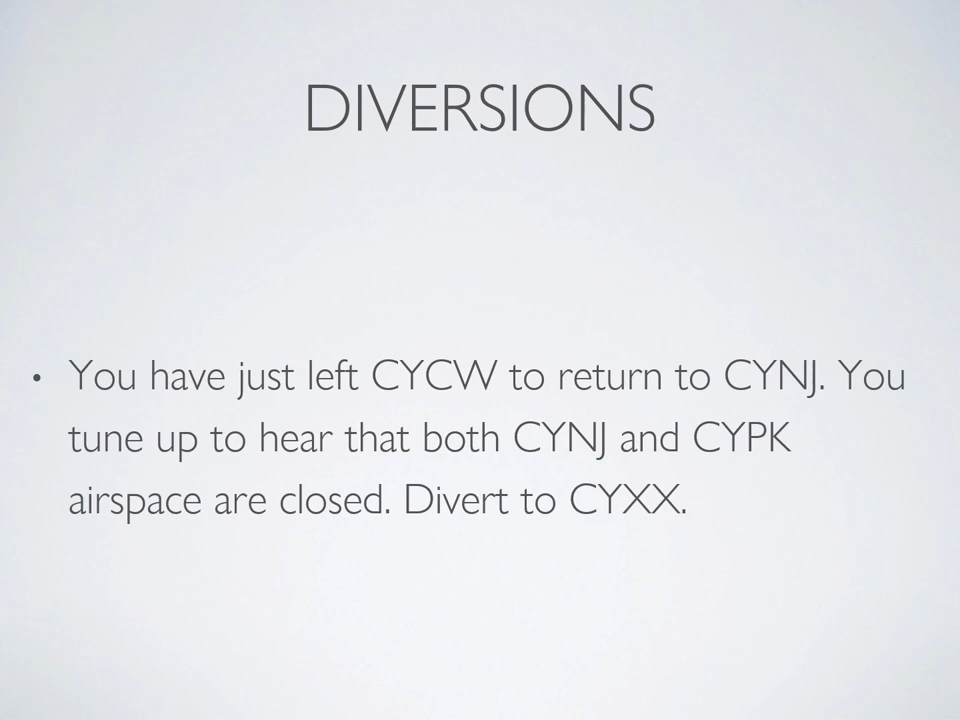 DIVERSIONS
• You have just left CYCW to return to CYNJ. You
tune up to hear that both CYNJ and CYPK
airspace are closed. Divert to CYXX.